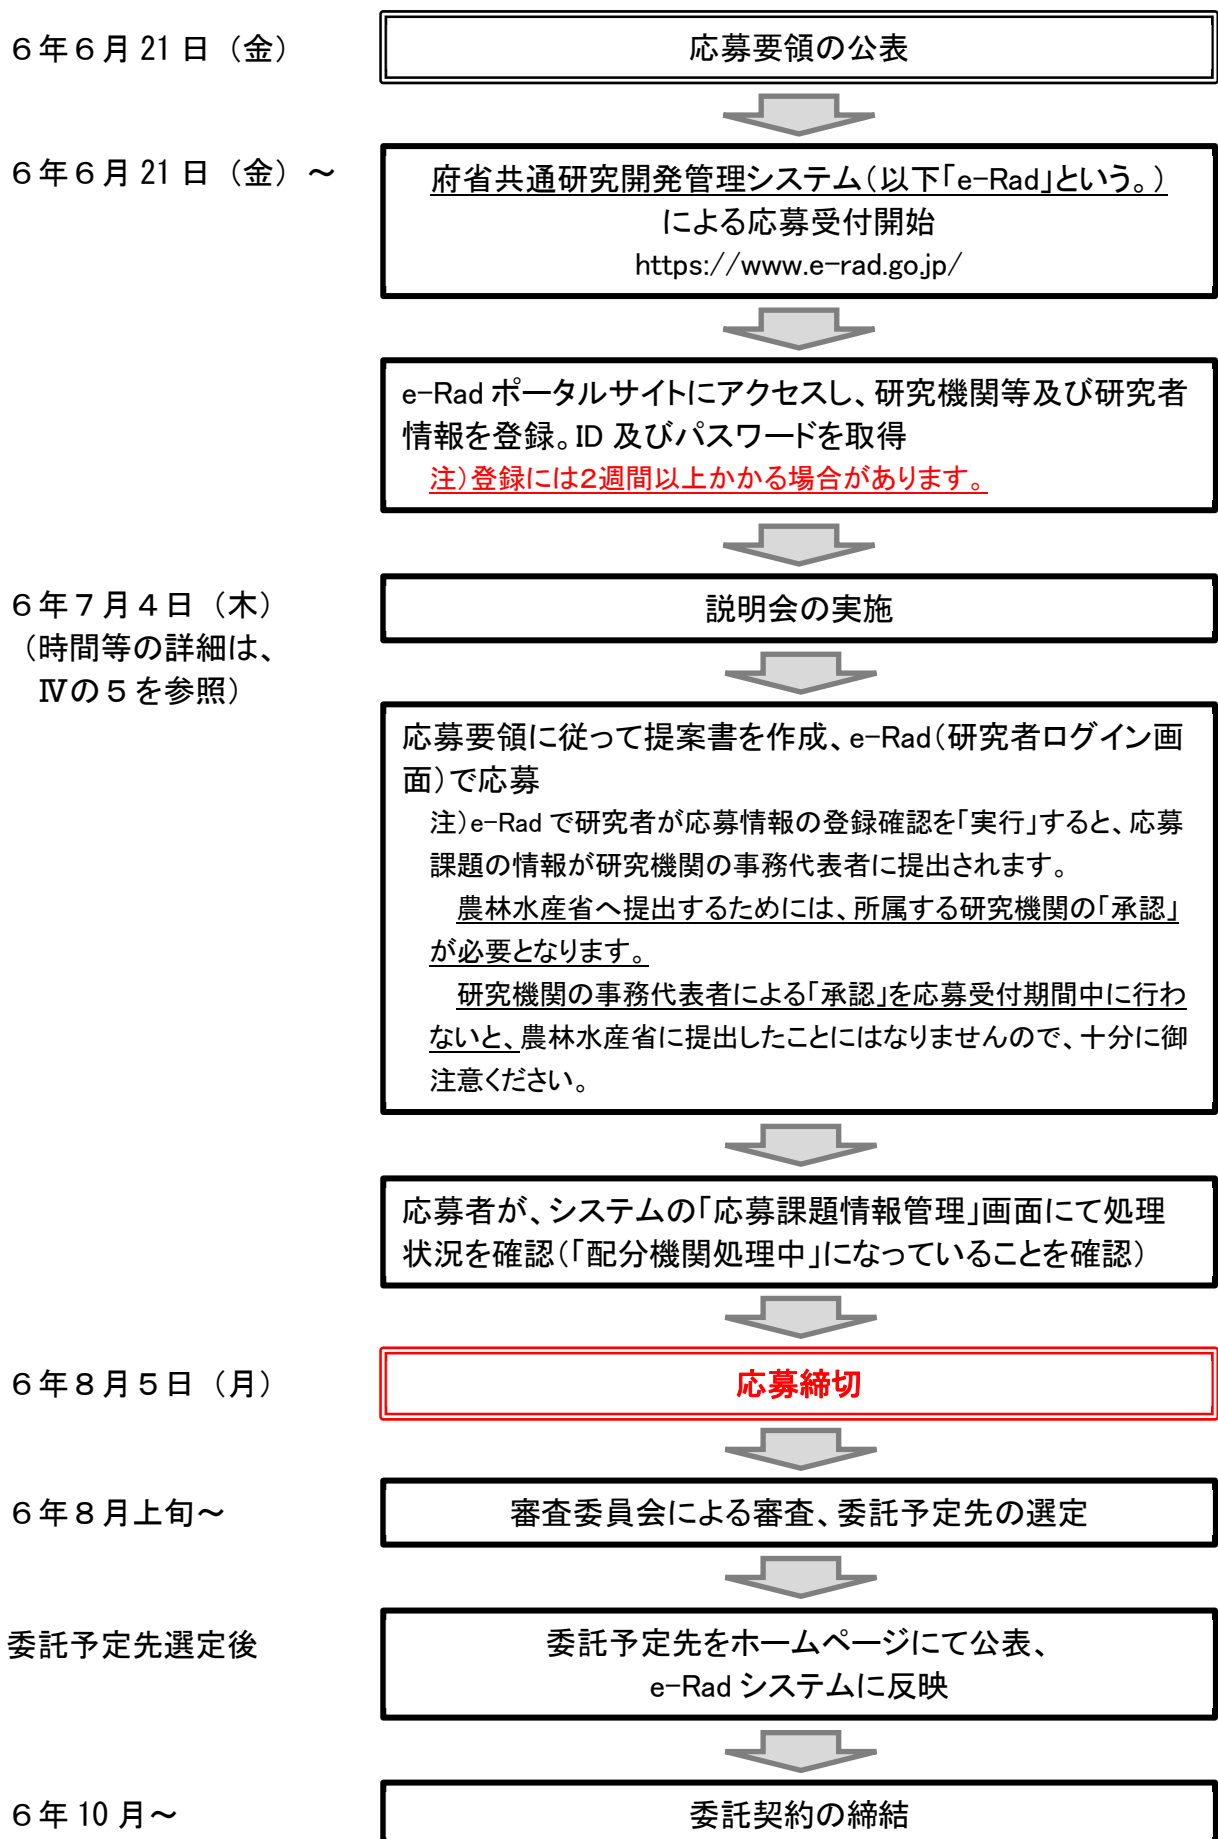 ６年６月 21 日（金）
応募要領の公表
６年６月 21 日（金）～
府省共通研究開発管理システム（以下「e-Rad」という。）
による応募受付開始
https://www.e-rad.go.jp/
e-Rad ポータルサイトにアクセスし、研究機関等及び研究者
情報を登録。ID 及びパスワードを取得
注）登録には２週間以上かかる場合があります。
６年７月４日（木）
（時間等の詳細は、
Ⅳの５を参照）
説明会の実施
応募要領に従って提案書を作成、e-Rad（研究者ログイン画
面）で応募
注）e-Rad で研究者が応募情報の登録確認を「実行」すると、応募
課題の情報が研究機関の事務代表者に提出されます。
農林水産省へ提出するためには、所属する研究機関の「承認」
が必要となります。
研究機関の事務代表者による「承認」を応募受付期間中に行わ
ないと、農林水産省に提出したことにはなりませんので、十分に御
注意ください。
応募者が、システムの「応募課題情報管理」画面にて処理
状況を確認（「配分機関処理中」になっていることを確認）
６年８月５日（月）
応募締切
６年８月上旬～
審査委員会による審査、委託予定先の選定
委託予定先選定後
委託予定先をホームページにて公表、
e-Rad システムに反映
６年 10 月～
委託契約の締結